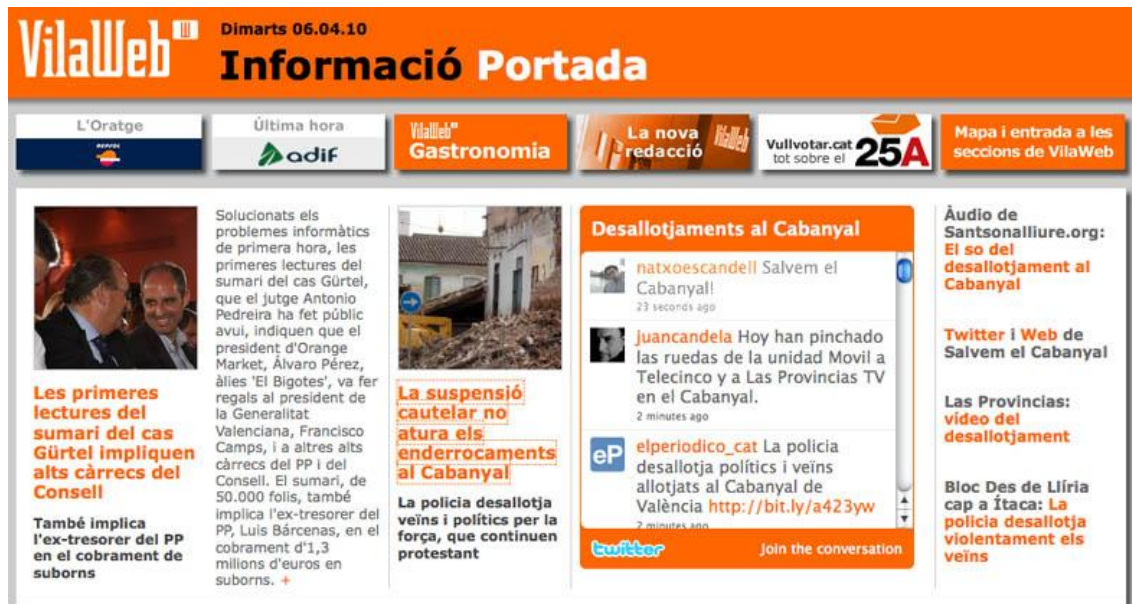 VilaWeb W
Dimarts 06.04.10
Informació Portada
L'Oratge
REPSOL
Última hora
adif
VilaWeb
Gastronomia
La nova
redacció
VilaWeb
Vullvotar.cat
tot sobre el
25A
Mapa i entrada a les
seccions de VilaWeb
Les primeres
lectures del
sumari del cas
Gürtel impliquen
alts càrrecs del
Consell
També implica
l'ex-tresorer del PP
en el cobrament de
suborns
Solucionats els
problemes informàtics
de primera hora, les
primeres lectures del
sumari del cas Gürtel,
que el jutge Antonio
Pedreira ha fet públic
avui, indiquen que el
president d'Orange
Market, Álvaro Pérez,
àlies 'El Bigotes', va fer
regals al president de
la Generalitat
Valenciana, Francisco
Camps, i a altres alts
càrrecs del PP i del
Consell. El sumari, de
50.000 folis, també
implica l'ex-tresorer del
PP, Luis Bárcenas, en el
cobrament d'1,3
milions d'euros en
suborns. +
La suspensió
cautelar no
atura els
enderrocaments
al Cabanyal
La policia desallotja
veïns i polítics per la
força, que continuen
protestant
Desallotjaments al Cabanyal
natxoescandell Salvem el
Cabanyal!
23 seconds ago
juancandela Hoy han pinchado
las ruedas de la unidad Movil a
Telecinco y a Las Provincias TV
en el Cabanyal.
2 minutes ago
eP
elperiodico_cat La policia
desallotja polítics i veïns
allotjats al Cabanyal de
València http://bit.ly/a423yw
2 minutes ago
twitter
Join the conversation
Àudio de
Santsonalliure.org:
El so del
desallotjament al
Cabanyal
Twitter i Web de
Salvem el Cabanyal
Las Provincias:
vídeo del
desallotjament
Bloc Des de Llíria
cap a Ítaca: La
policia desallotja
violentament els
veïns